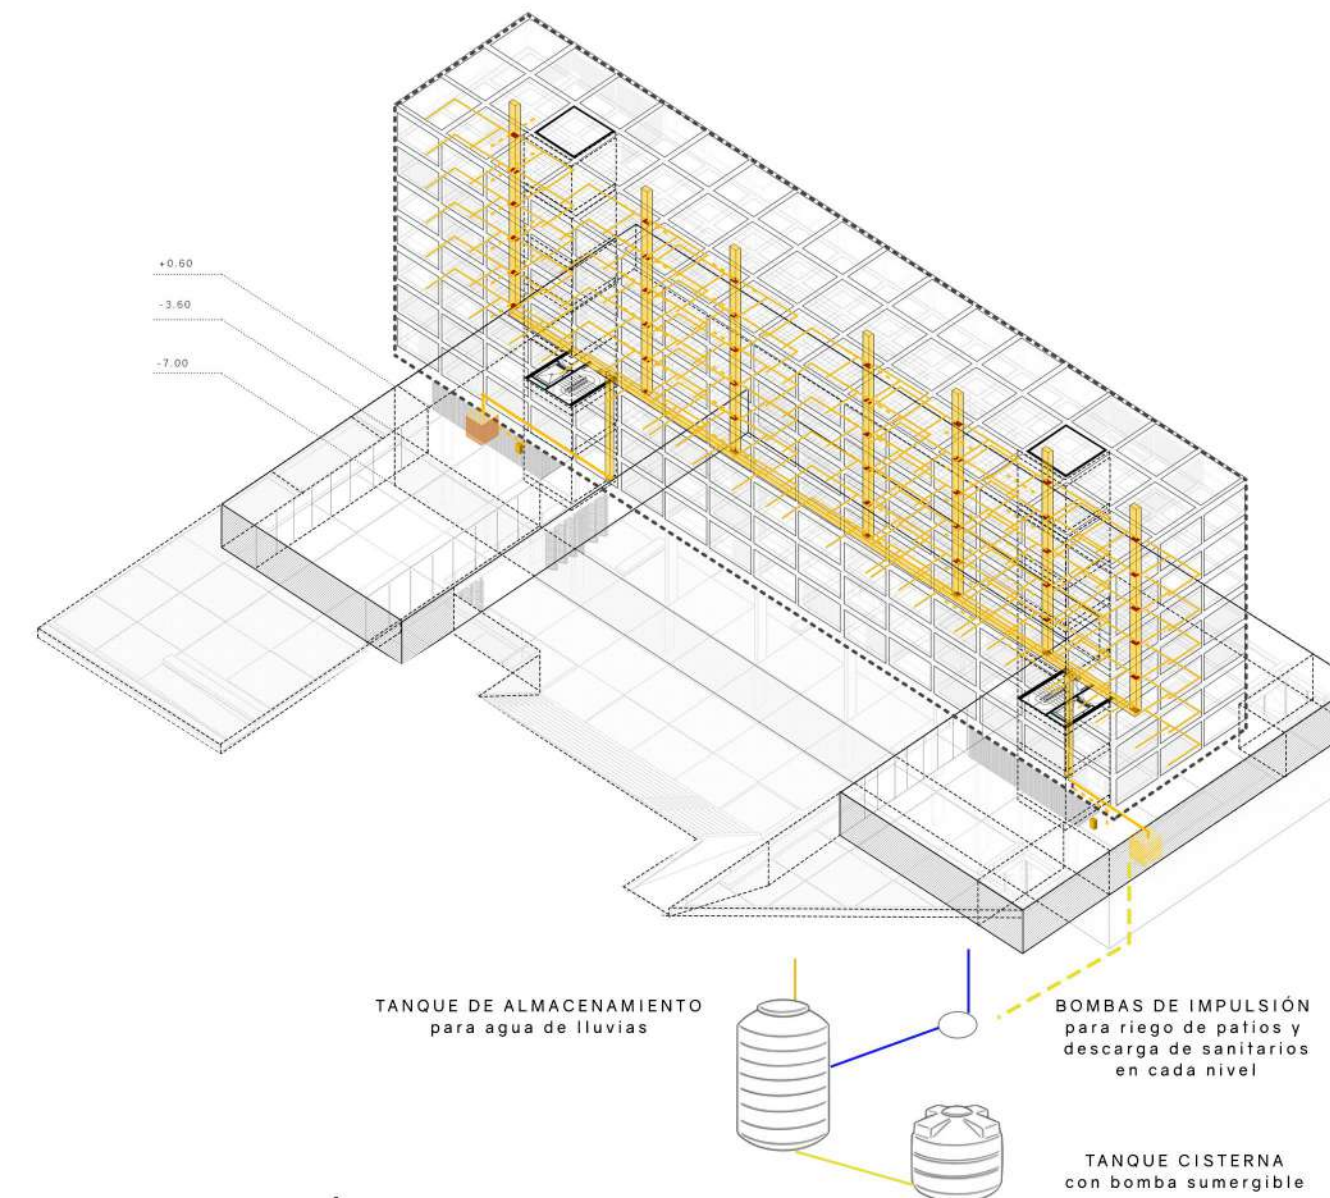 +0.60
-3.60
-7.00
TANQUE DE ALMACENAMIENTO
para agua de lluvias
BOMBAS DE IMPULSIÓN
para riego de patios y
descarga de sanitarios
en cada nivel
TANQUE CISTERNA
con bomba sumergible